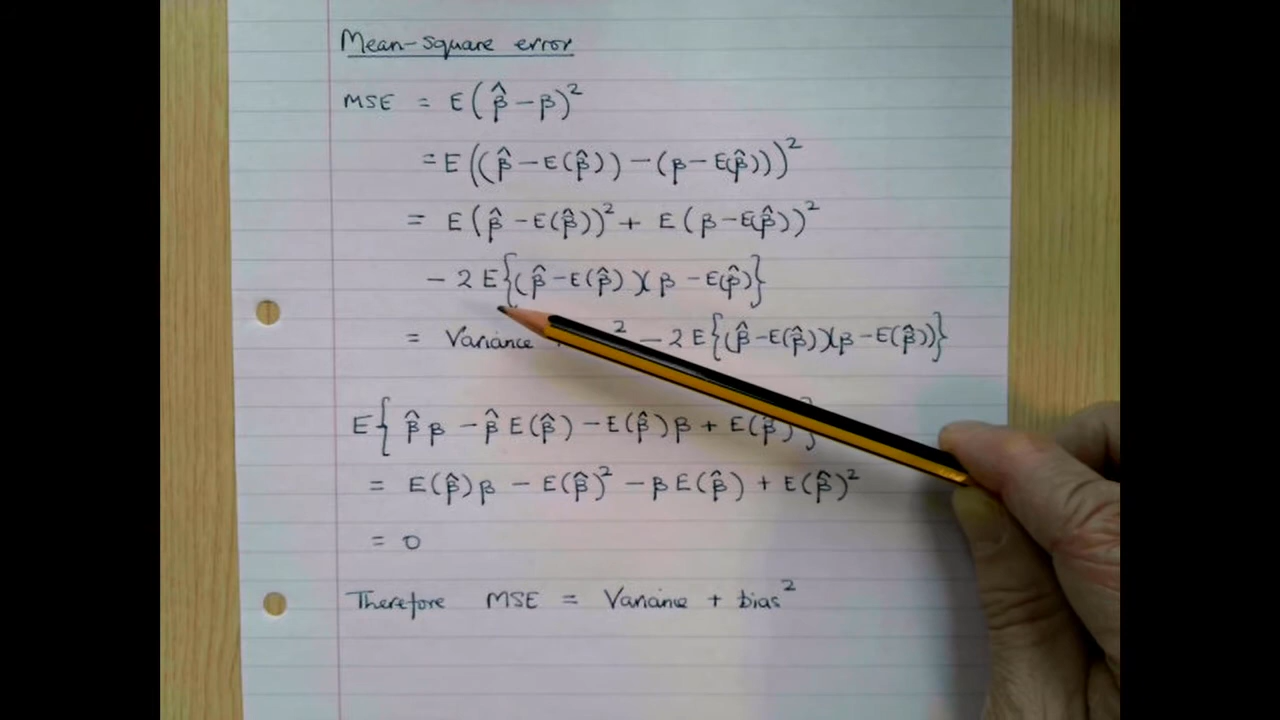 Mean-square error
MSE = E(β̂ − β)²
= E((β̂ − E(β̂)) − (β − E(β̂)))²
= E(β̂ − E(β̂))² + E(β − E(β̂))²
− 2E{(β̂ − E(β̂))(β − E(β̂)}
= Variance ² − 2E{(β̂ − E(β̂))(β − E(β̂))}
E{β̂β − β̂E(β̂) − E(β̂)β + E(β̂) }
= E(β̂)β − E(β̂)² − βE(β̂) + E(β̂)²
= 0
Therefore MSE = Variance + bias²